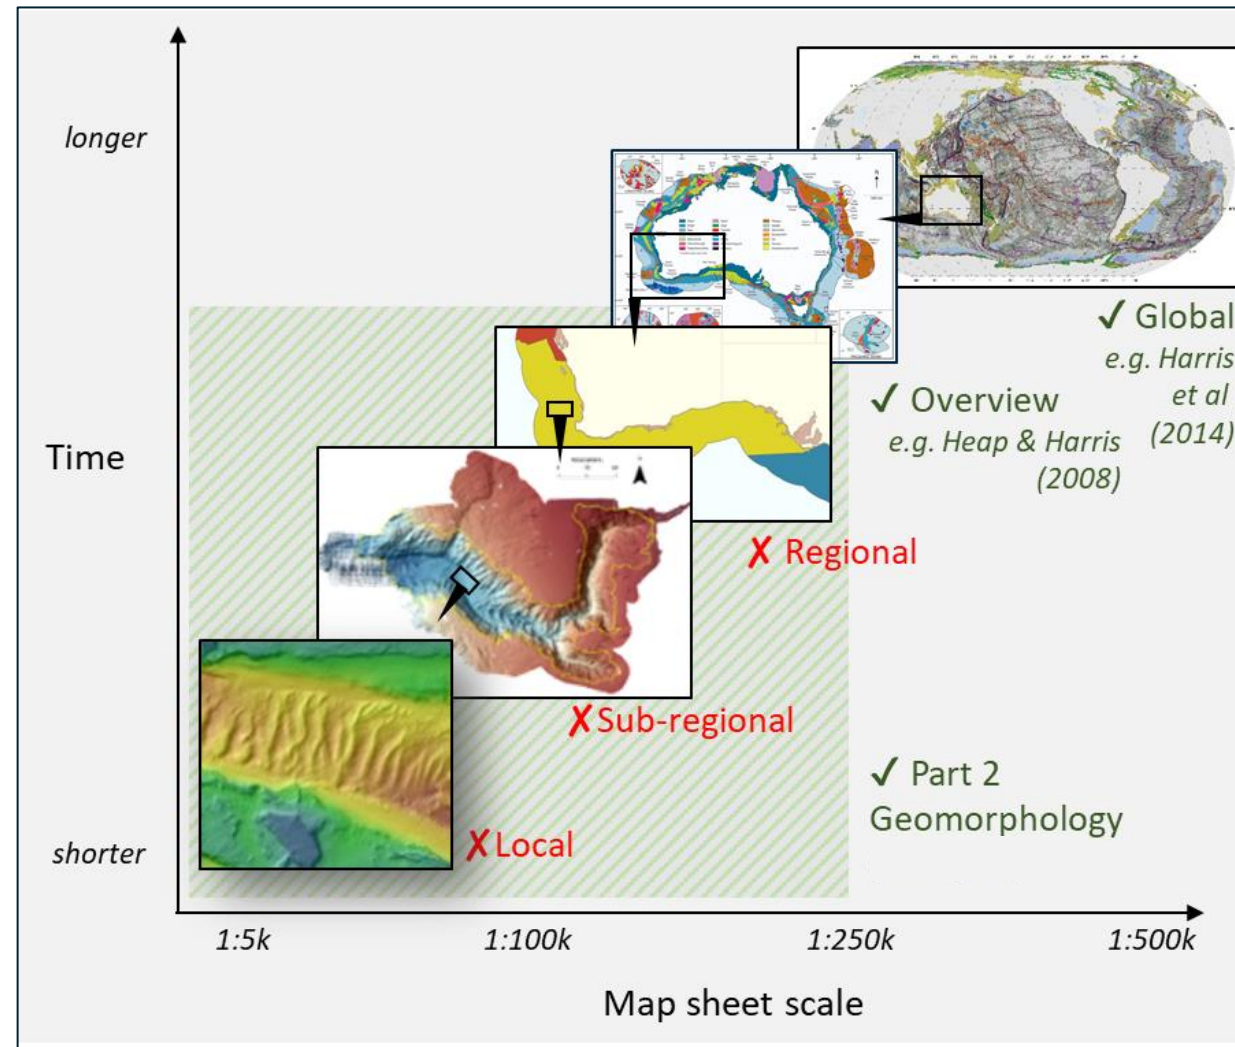 longer
Time
shorter
✓ Global
e.g. Harris
et al
(2014)
✓ Overview
e.g. Heap & Harris
(2008)
✗ Regional
✗Sub-regional
✗Local
✓ Part 2
Geomorphology
1:5k
1:100k
1:250k
1:500k
Map sheet scale